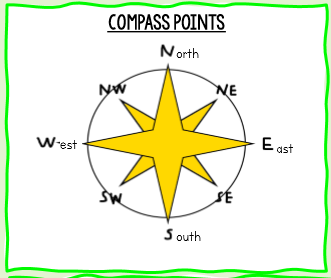 COMPASS POINTS
North
NW NE
West East
SW SE
South